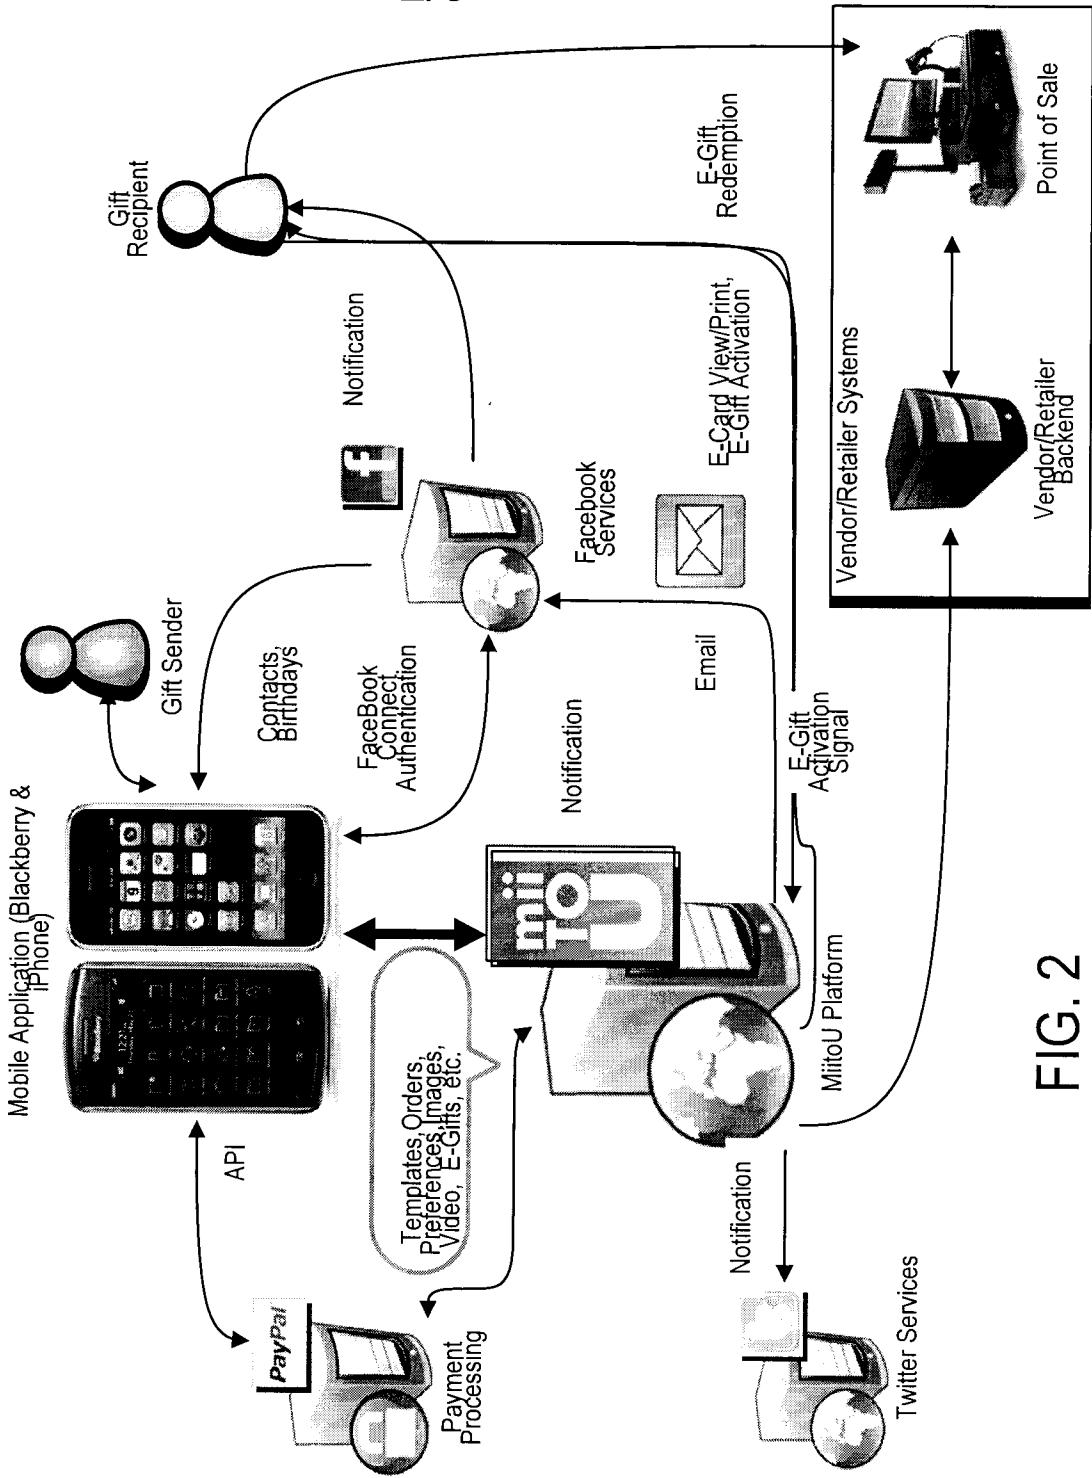 Mobile Application (Blackberry &
iPhone)
Gift Sender
Gift
Recipient
API
Contacts,
Birthdays
FaceBook
Connect
Authentication
Notification
PayPal
Payment
Processing
Templates, Orders,
Preferences, Images,
Video, E-Gifts, etc.
f
Facebook
Services
mii
TO
U
Notification
Email
E-Card View/Print,
E-Gift Activation
E-Gift
Redemption
Notification
MiitoU Platform
E-Gift
Activation
Signal
Vendor/Retailer Systems
Twitter Services
Vendor/Retailer
Backend
Point of Sale
FIG. 2